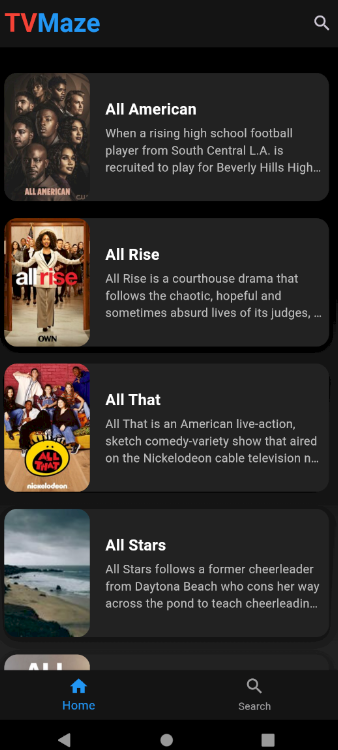 TVMaze
All American
When a rising high school football
player from South Central L.A. is
recruited to play for Beverly Hills High...
ALL AMERICAN
All Rise
All Rise is a courthouse drama that
follows the chaotic, hopeful and
sometimes absurd lives of its judges, ...
all rise
OWN
All That
All That is an American live-action,
sketch comedy-variety show that aired
on the Nickelodeon cable television n...
ALL
THAT
nickelodeon
All Stars
All Stars follows a former cheerleader
from Daytona Beach who cons her way
across the pond to teach cheerleadin...
ALL
Home
Search